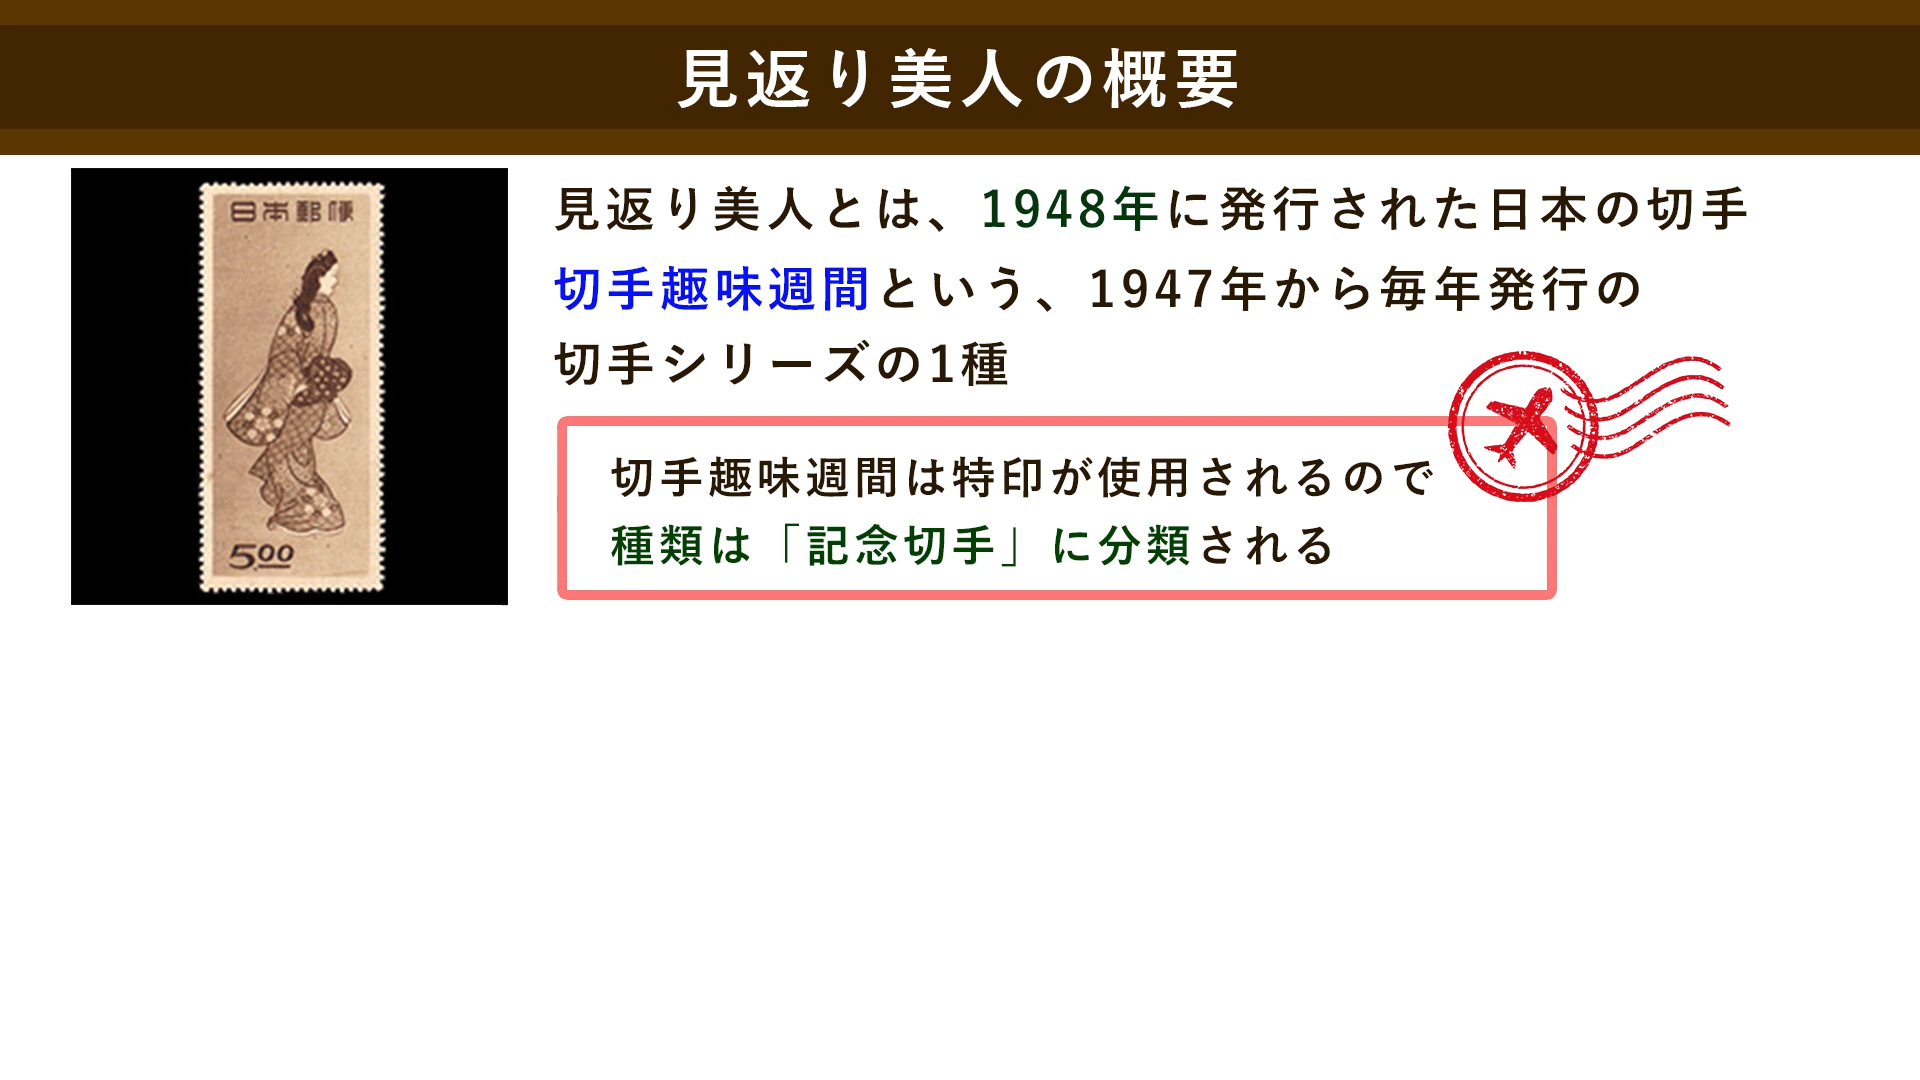 見返り美人の概要
日本郵便
5.00
見返り美人とは、1948年に発行された日本の切手
切手趣味週間という、1947年から毎年発行の
切手シリーズの1種
切手趣味週間は特印が使用されるので
種類は「記念切手」に分類される